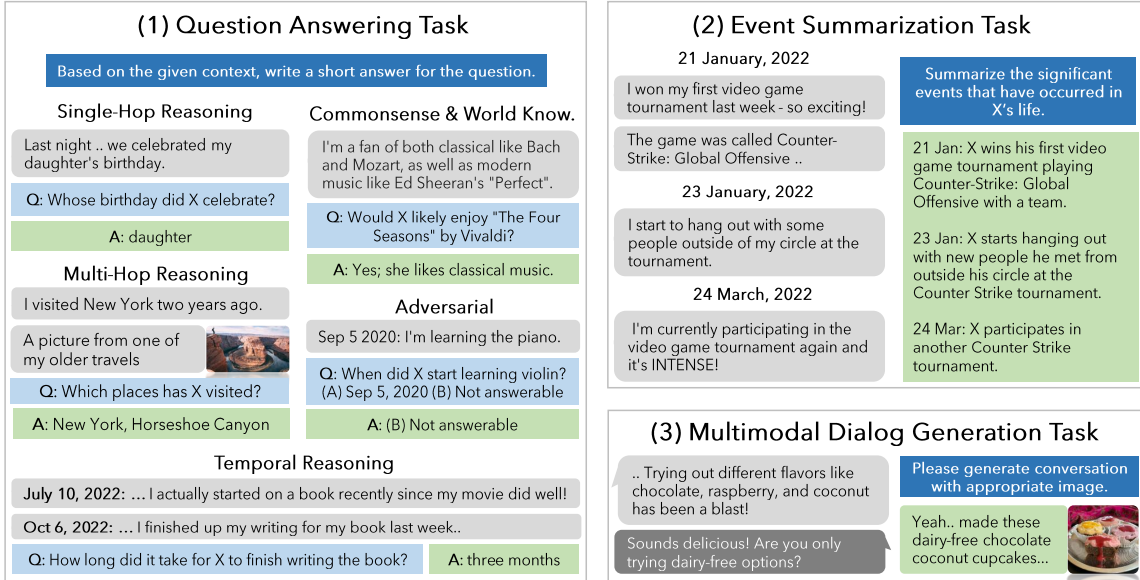 (1) Question Answering Task
Based on the given context, write a short answer for the question.
Single-Hop Reasoning
Last night .. we celebrated my
daughter's birthday.
Q: Whose birthday did X celebrate?
A: daughter
Multi-Hop Reasoning
I visited New York two years ago.
A picture from one of
my older travels
Q: Which places has X visited?
A: New York, Horseshoe Canyon
Commonsense & World Know.
I'm a fan of both classical like Bach
and Mozart, as well as modern
music like Ed Sheeran's "Perfect".
Q: Would X likely enjoy "The Four
Seasons" by Vivaldi?
A: Yes; she likes classical music.
Adversarial
Sep 5 2020: I'm learning the piano.
Q: When did X start learning violin?
(A) Sep 5, 2020 (B) Not answerable
A: (B) Not answerable
Temporal Reasoning
July 10, 2022: ... I actually started on a book recently since my movie did well!
Oct 6, 2022: ... I finished up my writing for my book last week..
Q: How long did it take for X to finish writing the book?
A: three months
(2) Event Summarization Task
21 January, 2022
I won my first video game
tournament last week - so exciting!
The game was called Counter-
Strike: Global Offensive ..
23 January, 2022
I start to hang out with some
people outside of my circle at the
tournament.
24 March, 2022
I'm currently participating in the
video game tournament again and
it's INTENSE!
Summarize the significant
events that have occurred in
X's life.
21 Jan: X wins his first video
game tournament playing
Counter-Strike: Global
Offensive with a team.
23 Jan: X starts hanging out
with new people he met from
outside his circle at the
Counter Strike tournament.
24 Mar: X participates in
another Counter Strike
tournament.
(3) Multimodal Dialog Generation Task
.. Trying out different flavors like
chocolate, raspberry, and coconut
has been a blast!
Sounds delicious! Are you only
trying dairy-free options?
Please generate conversation
with appropriate image.
Yeah.. made these
dairy-free chocolate
coconut cupcakes...